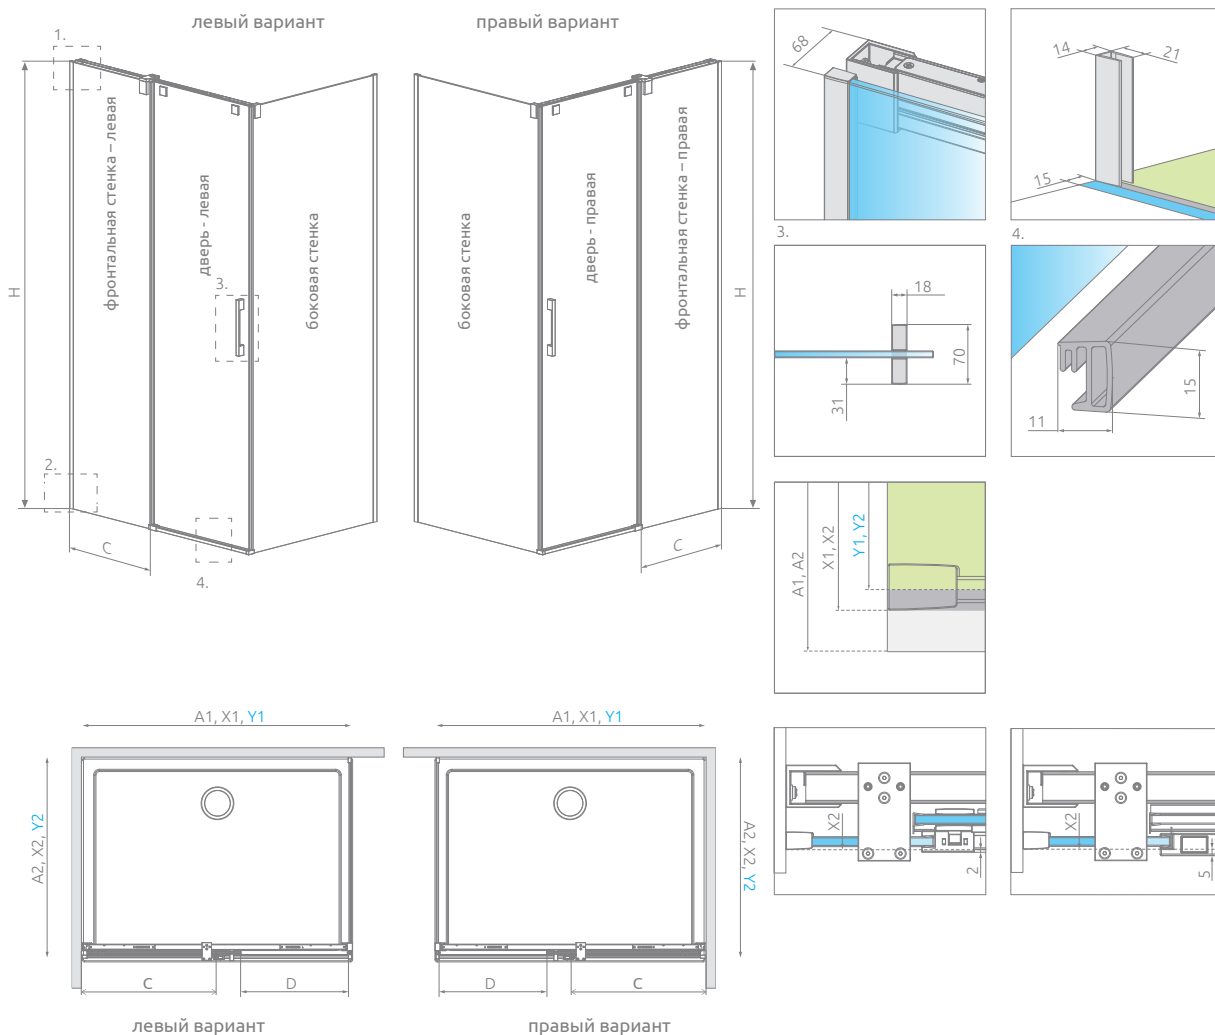 левый вариант
правый вариант
1.
H
фронтальная стенка – левая
дверь - левая
боковая стенка
3.
2.
C
4.
боковая стенка
дверь - правая
фронтальная стенка – правая
H
C
68
14
21
15
3.
18
70
31
4.
15
11
A1, A2
X1, X2
Y1, Y2
A1, X1, Y1
A2, X2, Y2
C
D
левый вариант
A1, X1, Y1
A2, X2, Y2
D
C
правый вариант
X2
2
X2
5